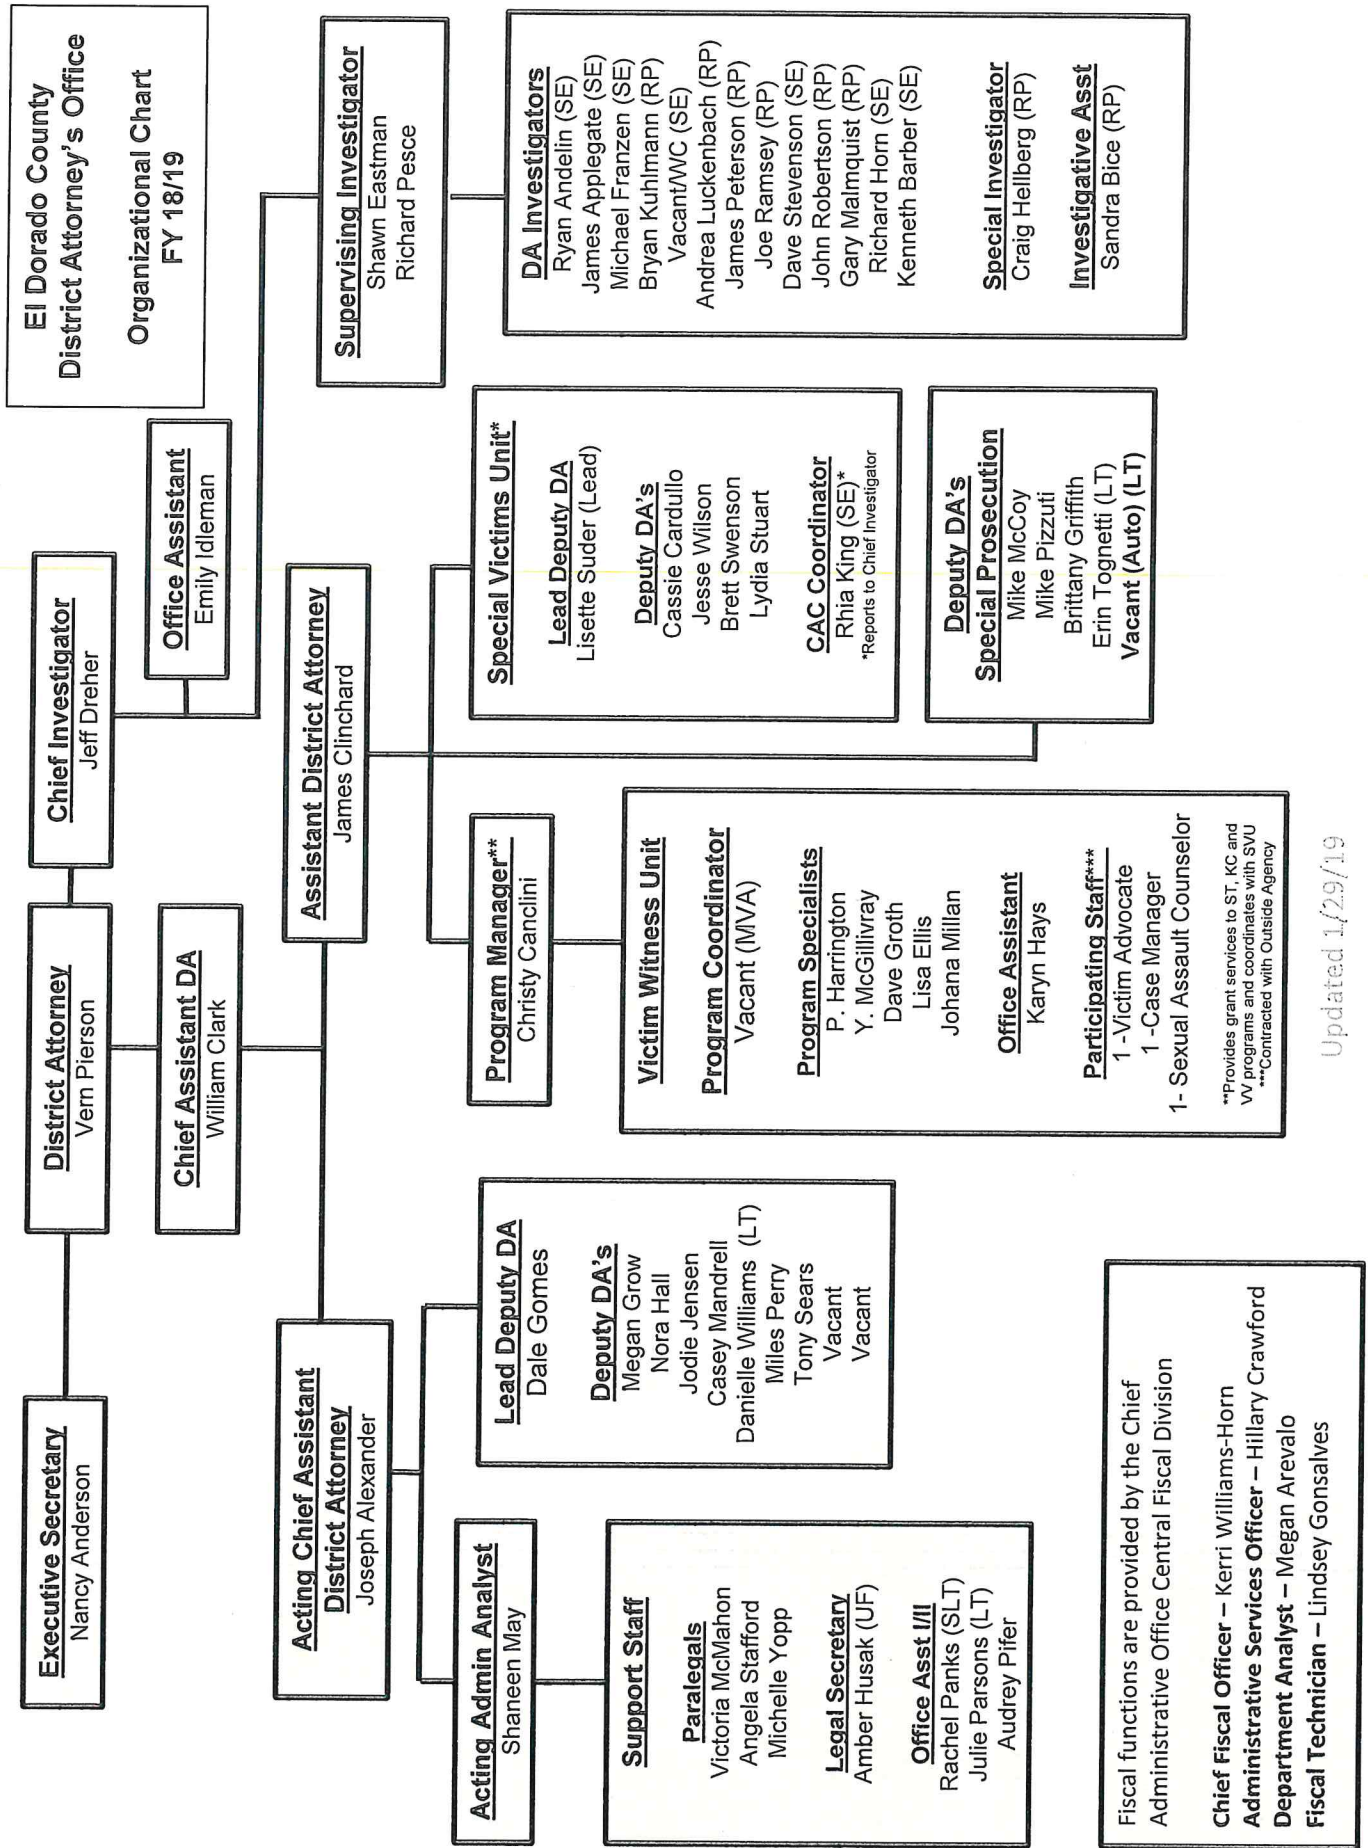 El Dorado County
District Attorney's Office
Organizational Chart
FY 18/19
Executive Secretary
Nancy Anderson
District Attorney
Vern Pierson
Chief Investigator
Jeff Dreher
Chief Assistant DA
William Clark
Office Assistant
Emily Idleman
Acting Chief Assistant
District Attorney
Joseph Alexander
Assistant District Attorney
James Clinchard
Supervising Investigator
Shawn Eastman
Richard Pesce
Acting Admin Analyst
Shaneen May
Support Staff
Paralegals
Victoria McMahon
Angela Stafford
Michelle Yopp
Legal Secretary
Amber Husak (UF)
Office Asst I/II
Rachel Panks (SLT)
Julie Parsons (LT)
Audrey Pifer
Lead Deputy DA
Dale Gomes
Deputy DA's
Megan Grow
Nora Hall
Jodie Jensen
Casey Mandrell
Danielle Williams (LT)
Miles Perry
Tony Sears
Vacant
Vacant
Program Manager**
Christy Canclini
Victim Witness Unit
Program Coordinator
Vacant (MVA)
Program Specialists
P. Harrington
Y. McGillivray
Dave Groth
Lisa Ellis
Johana Millan
Office Assistant
Karyn Hays
Participating Staff***
1 -Victim Advocate
1 -Case Manager
1- Sexual Assault Counselor
**Provides grant services to ST, KC and
VV programs and coordinates with SVU
***Contracted with Outside Agency
Special Victims Unit*
Lead Deputy DA
Lisette Suder (Lead)
Deputy DA's
Cassie Cardullo
Jesse Wilson
Brett Swenson
Lydia Stuart
CAC Coordinator
Rhia King (SE)*
*Reports to Chief Investigator
Deputy DA's
Special Prosecution
Mike McCoy
Mike Pizzuti
Brittany Griffith
Erin Tognetti (LT)
Vacant (Auto) (LT)
DA Investigators
Ryan Andelin (SE)
James Applegate (SE)
Michael Franzen (SE)
Bryan Kuhlmann (RP)
Vacant/WC (SE)
Andrea Luckenbach (RP)
James Peterson (RP)
Joe Ramsey (RP)
Dave Stevenson (SE)
John Robertson (RP)
Gary Malmquist (RP)
Richard Horn (SE)
Kenneth Barber (SE)
Special Investigator
Craig Hellberg (RP)
Investigative Asst
Sandra Bice (RP)
Fiscal functions are provided by the Chief
Administrative Office Central Fiscal Division
Chief Fiscal Officer – Kerri Williams-Horn
Administrative Services Officer – Hillary Crawford
Department Analyst – Megan Arevalo
Fiscal Technician – Lindsey Gonsalves
Updated 1/29/19